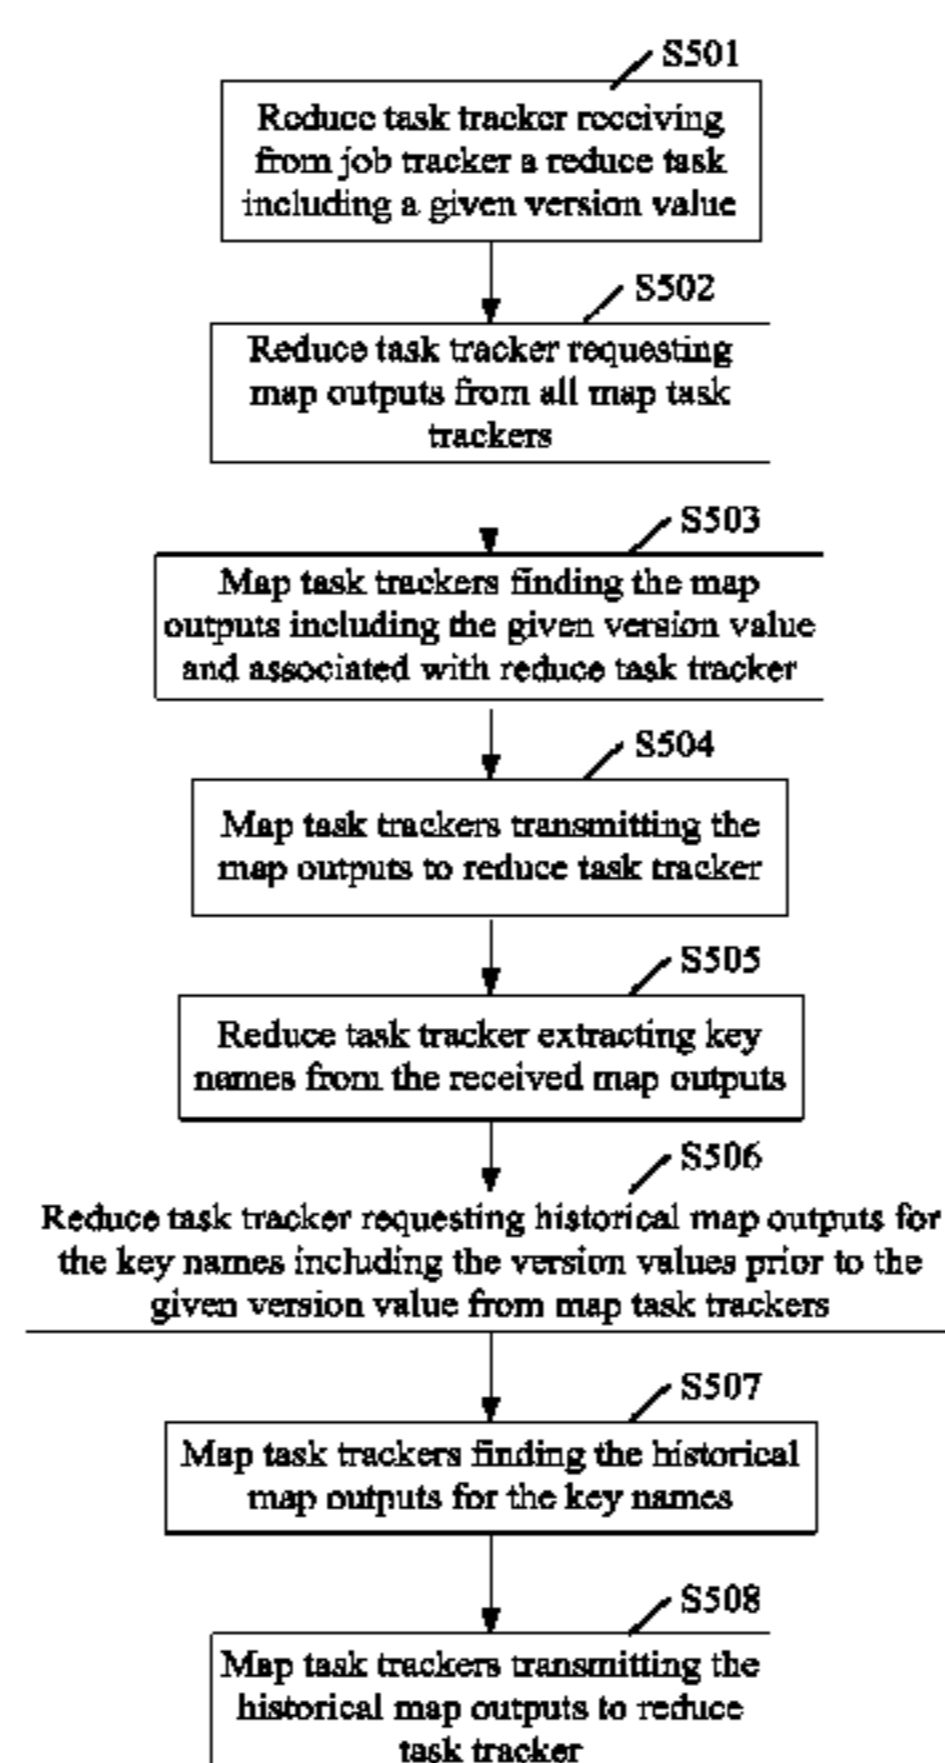 S501
Reduce task tracker receiving
from job tracker a reduce task
including a given version value
S502
Reduce task tracker requesting
map outputs from all map task
trackers
S503
Map task trackers finding the map
outputs including the given version value
and associated with reduce task tracker
S504
Map task trackers transmitting the
map outputs to reduce task tracker
S505
Reduce task tracker extracting key
names from the received map outputs
S506
Reduce task tracker requesting historical map outputs for
the key names including the version values prior to the
given version value from map task trackers
S507
Map task trackers finding the historical
map outputs for the key names
S508
Map task trackers transmitting the
historical map outputs to reduce
task tracker